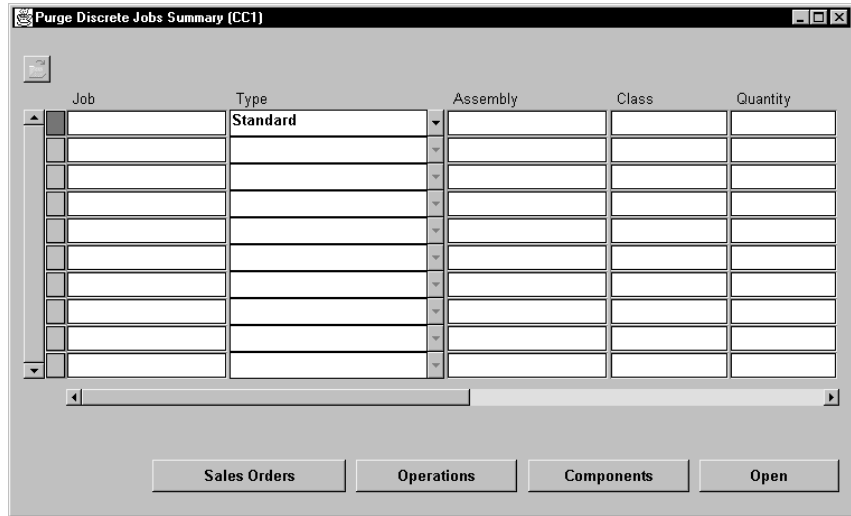 Purge Discrete Jobs Summary (CC1)
Job Type Assembly Class Quantity
Standard
Sales Orders Operations Components Open